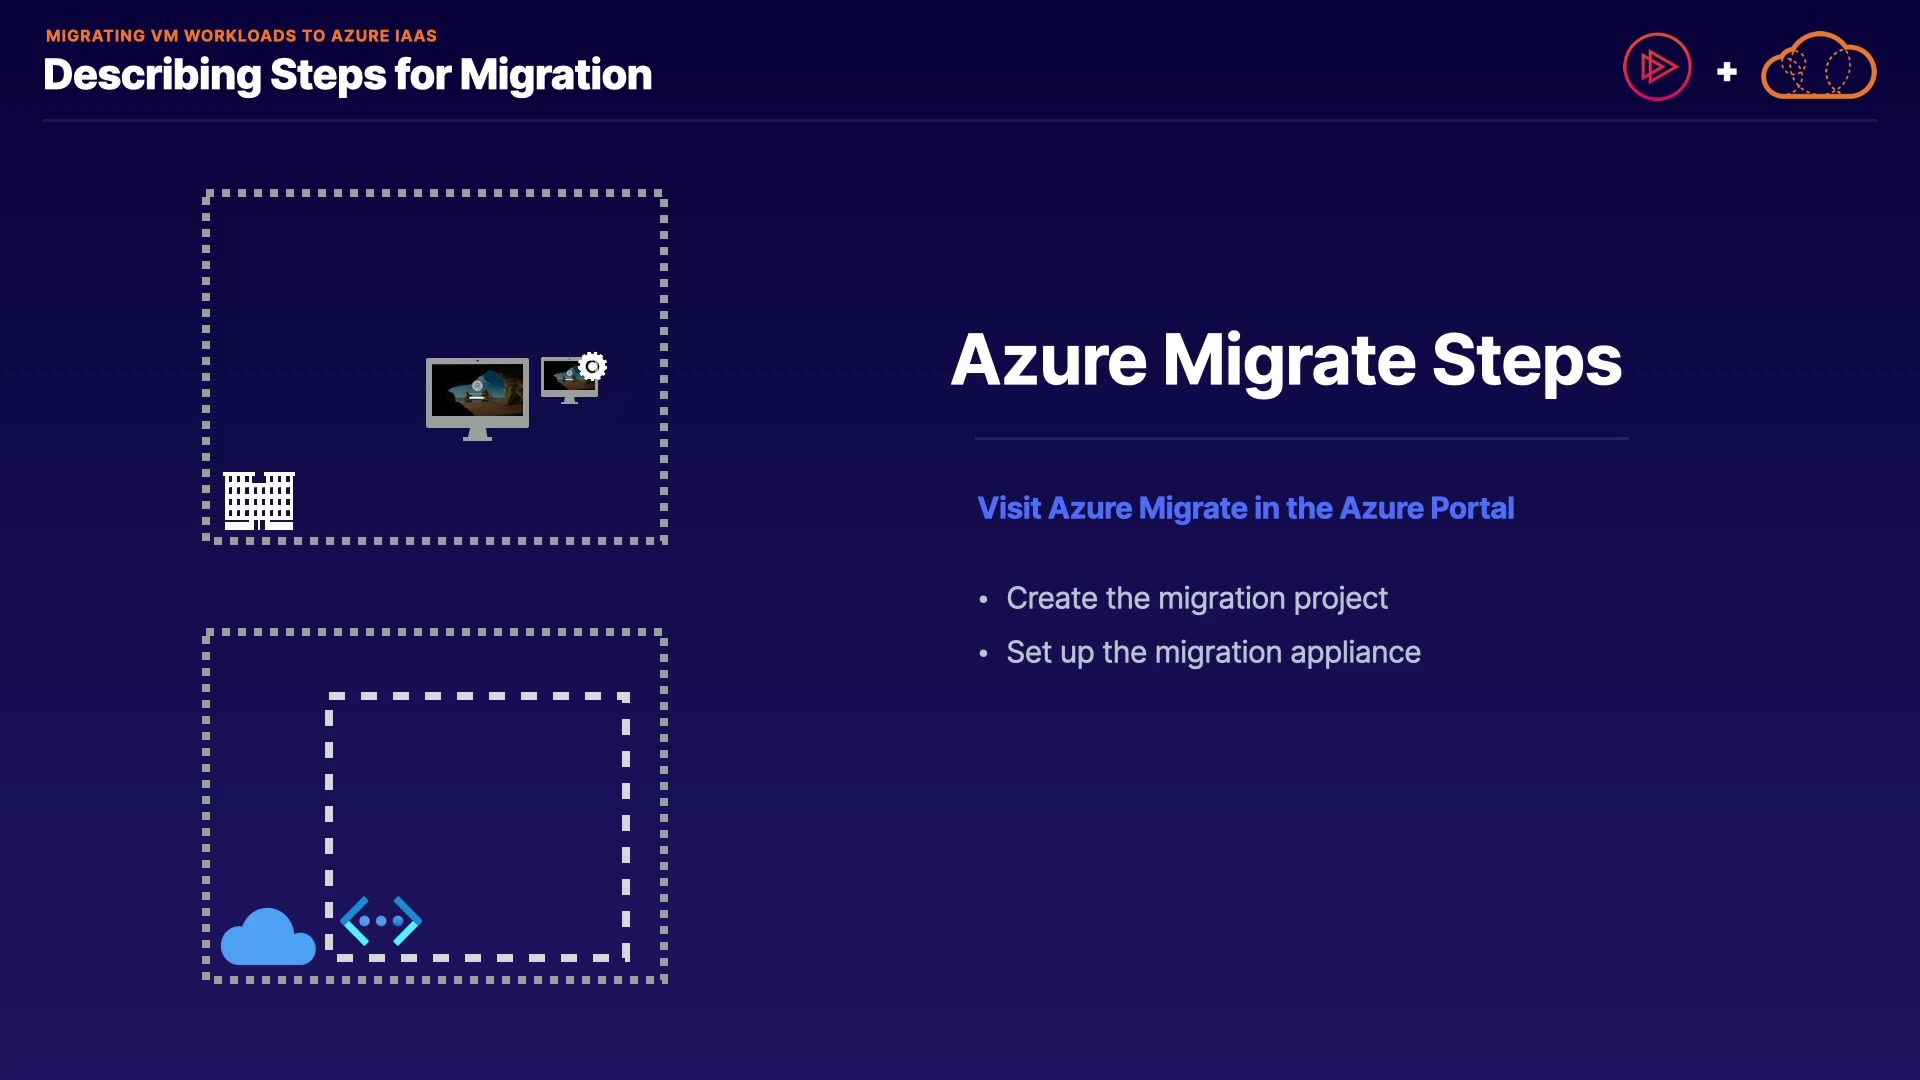 MIGRATING VM WORKLOADS TO AZURE IAAS
Describing Steps for Migration
Azure Migrate Steps
Visit Azure Migrate in the Azure Portal
• Create the migration project
• Set up the migration appliance